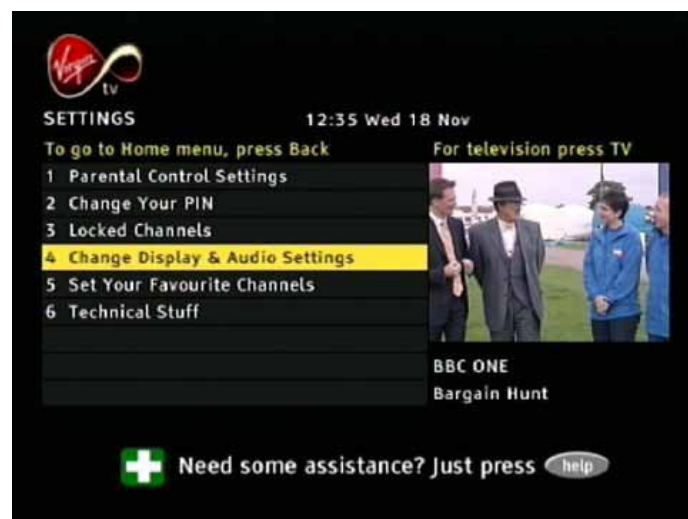 Virgin
tv
SETTINGS
12:35 Wed 18 Nov
To go to Home menu, press Back
For television press TV
1 Parental Control Settings
2 Change Your PIN
3 Locked Channels
4 Change Display & Audio Settings
5 Set Your Favourite Channels
6 Technical Stuff
BBC ONE
Bargain Hunt
Need some assistance? Just press help